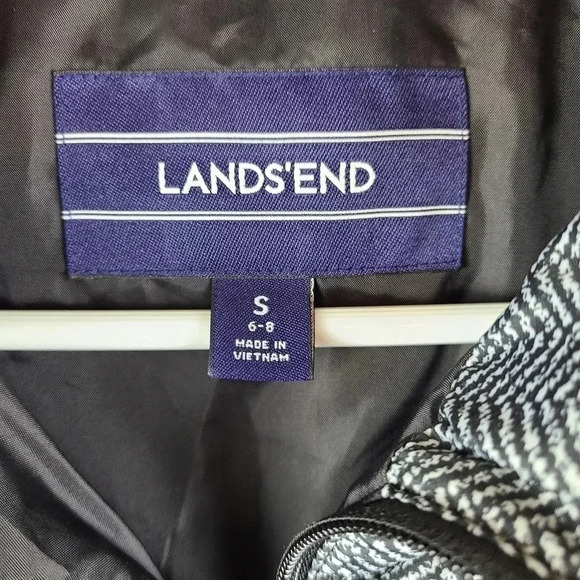 LANDS'END
S
6-8
MADE IN
VIETNAM